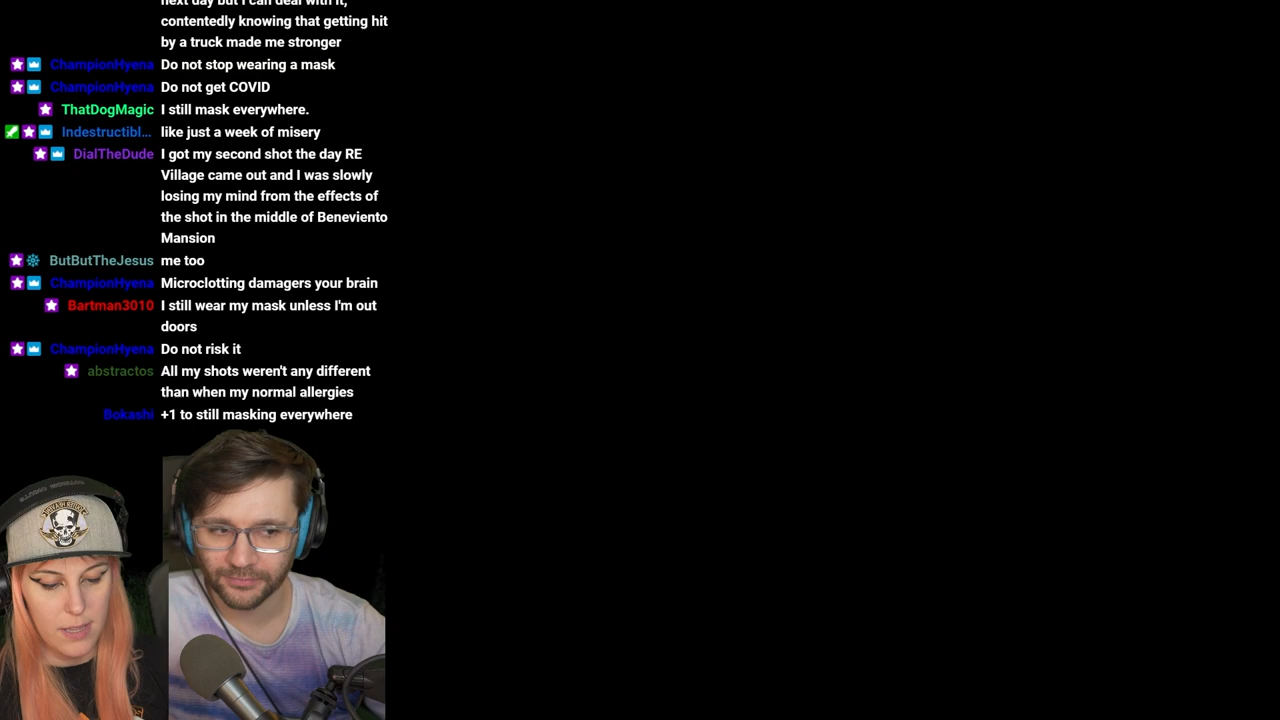 next day but I can deal with it,
contentedly knowing that getting hit
by a truck made me stronger
ChampionHyena Do not stop wearing a mask
ChampionHyena Do not get COVID
ThatDogMagic I still mask everywhere.
Indestructibl... like just a week of misery
DialTheDude I got my second shot the day RE
Village came out and I was slowly
losing my mind from the effects of
the shot in the middle of Beneviento
Mansion
ButButTheJesus me too
ChampionHyena Microclotting damagers your brain
Bartman3010 I still wear my mask unless I'm out
doors
ChampionHyena Do not risk it
abstractos All my shots weren't any different
than when my normal allergies
Bokashi +1 to still masking everywhere